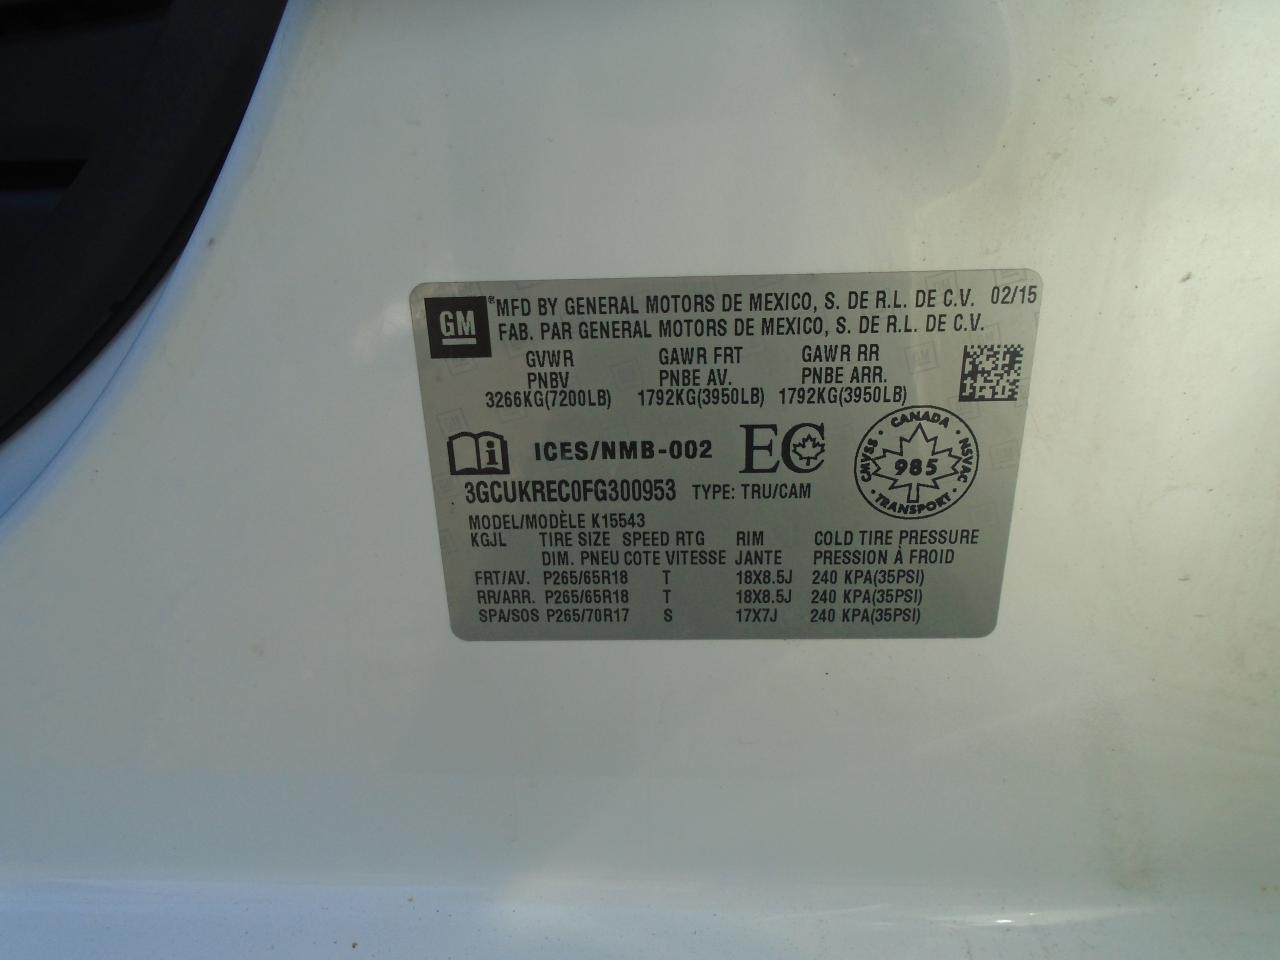 GM
®MFD BY GENERAL MOTORS DE MEXICO, S. DE R.L. DE C.V. 02/15
FAB. PAR GENERAL MOTORS DE MEXICO, S. DE R.L. DE C.V.
GVWR GAWR FRT GAWR RR
PNBV PNBE AV. PNBE ARR.
3266KG(7200LB) 1792KG(3950LB) 1792KG(3950LB)
i ICES/NMB-002 EC
CANADA
CMVSS 985 NSVAC
TRANSPORT
3GCUKREC0FG300953 TYPE: TRU/CAM
MODEL/MODÈLE K15543
KGJL TIRE SIZE SPEED RTG RIM COLD TIRE PRESSURE
DIM. PNEU COTE VITESSE JANTE PRESSION À FROID
FRT/AV. P265/65R18 T 18X8.5J 240 KPA(35PSI)
RR/ARR. P265/65R18 T 18X8.5J 240 KPA(35PSI)
SPA/SOS P265/70R17 S 17X7J 240 KPA(35PSI)